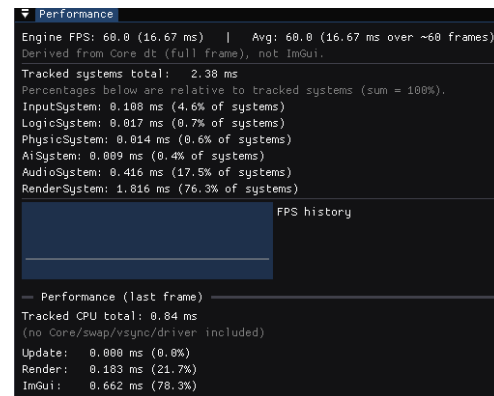 Performance
Engine FPS: 60.0 (16.67 ms)   |   Avg: 60.0 (16.67 ms over ~60 frames)
Derived from Core dt (full frame), not ImGui.
Tracked systems total:   2.38 ms
Percentages below are relative to tracked systems (sum = 100%).
InputSystem: 0.108 ms (4.6% of systems)
LogicSystem: 0.017 ms (0.7% of systems)
PhysicSystem: 0.014 ms (0.6% of systems)
AiSystem: 0.009 ms (0.4% of systems)
AudioSystem: 0.416 ms (17.5% of systems)
RenderSystem: 1.816 ms (76.3% of systems)
FPS history
Performance (last frame)
Tracked CPU total: 0.84 ms
(no Core/swap/vsync/driver included)
Update:   0.000 ms (0.0%)
Render:   0.183 ms (21.7%)
ImGui:    0.662 ms (78.3%)